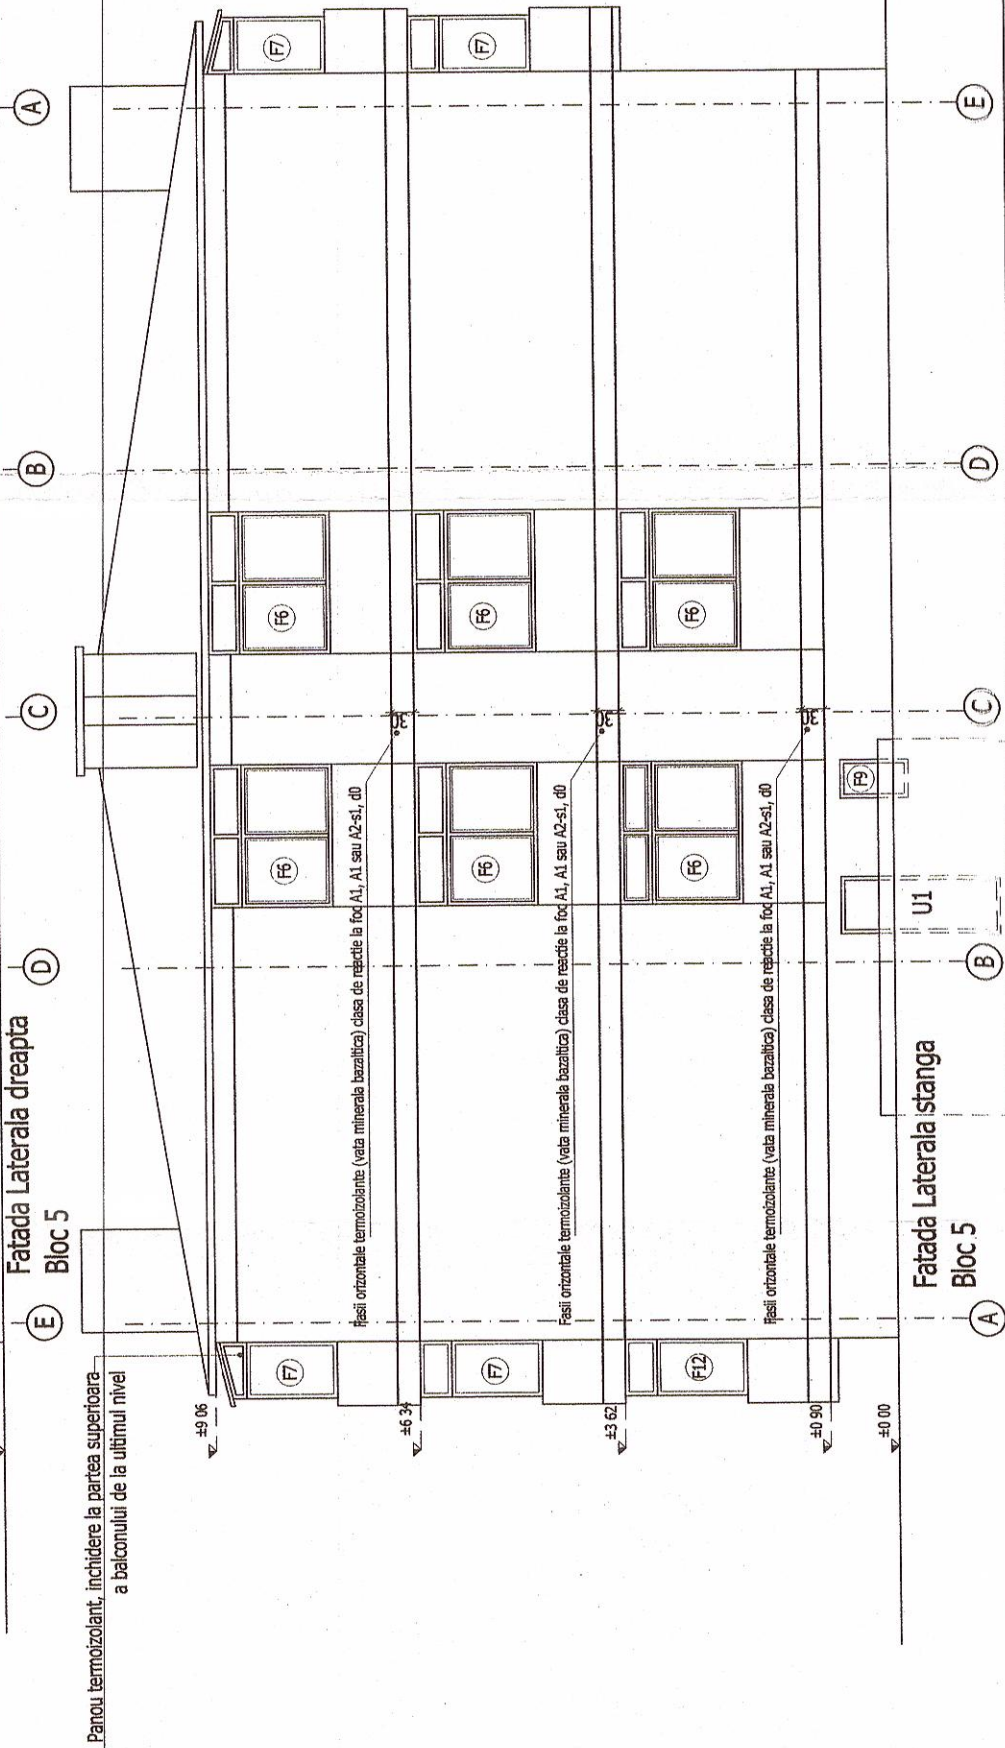 Fatada Laterala dreapta
Bloc 5
E
D
C
B
A
Panou termoizolant, inchidere la partea superioara
a balconului de la ultimul nivel
±9 06
±6 34
±3 62
±0 90
±0 00
F7
F6
F6
F7
Fasii orizontale termoizolante (vata minerala bazaltica) clasa de reactie la foc A1, A1 sau A2-s1, d0
30
F7
F6
F6
F7
Fasii orizontale termoizolante (vata minerala bazaltica) clasa de reactie la foc A1, A1 sau A2-s1, d0
30
F12
F6
F6
Fasii orizontale termoizolante (vata minerala bazaltica) clasa de reactie la foc A1, A1 sau A2-s1, d0
30
F9
U1
A
B
C
D
E
Fatada Laterala stanga
Bloc 5